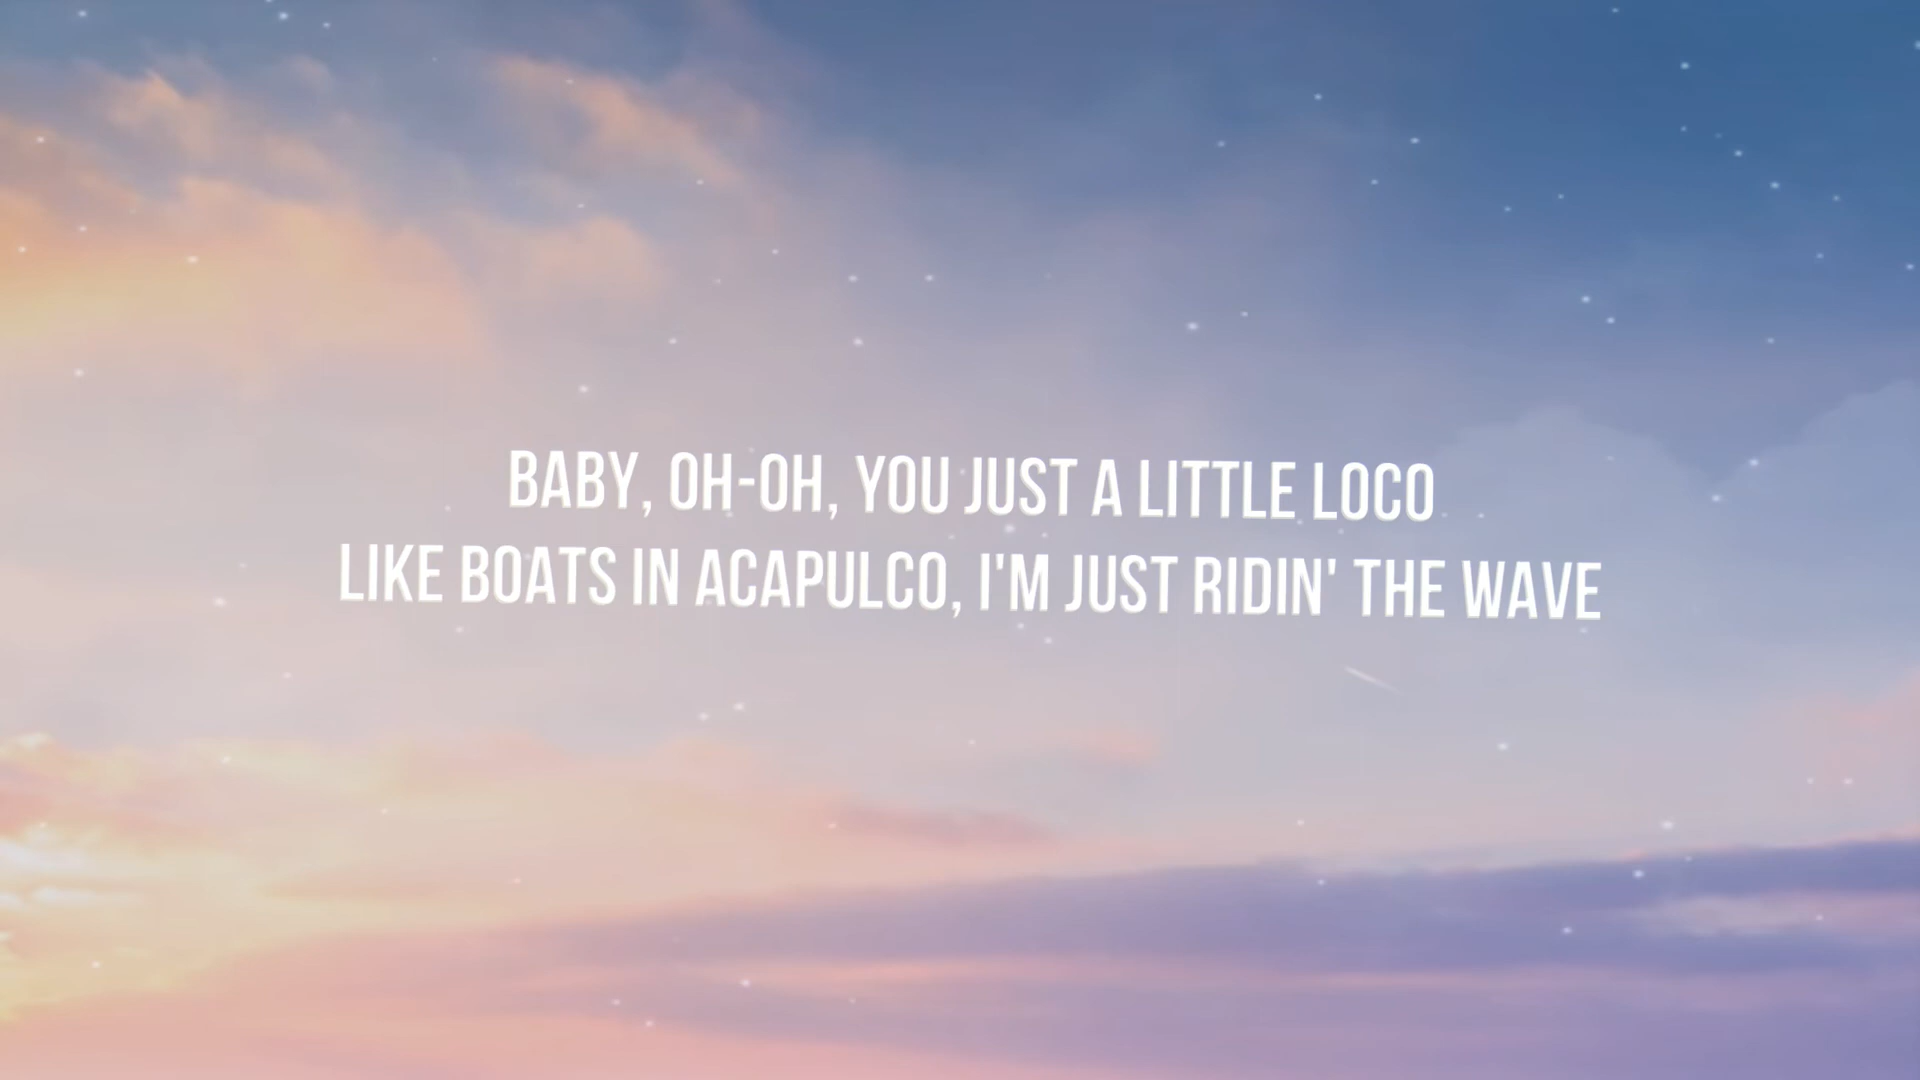 BABY, OH-OH, YOU JUST A LITTLE LOCO
LIKE BOATS IN ACAPULCO, I'M JUST RIDIN' THE WAVE